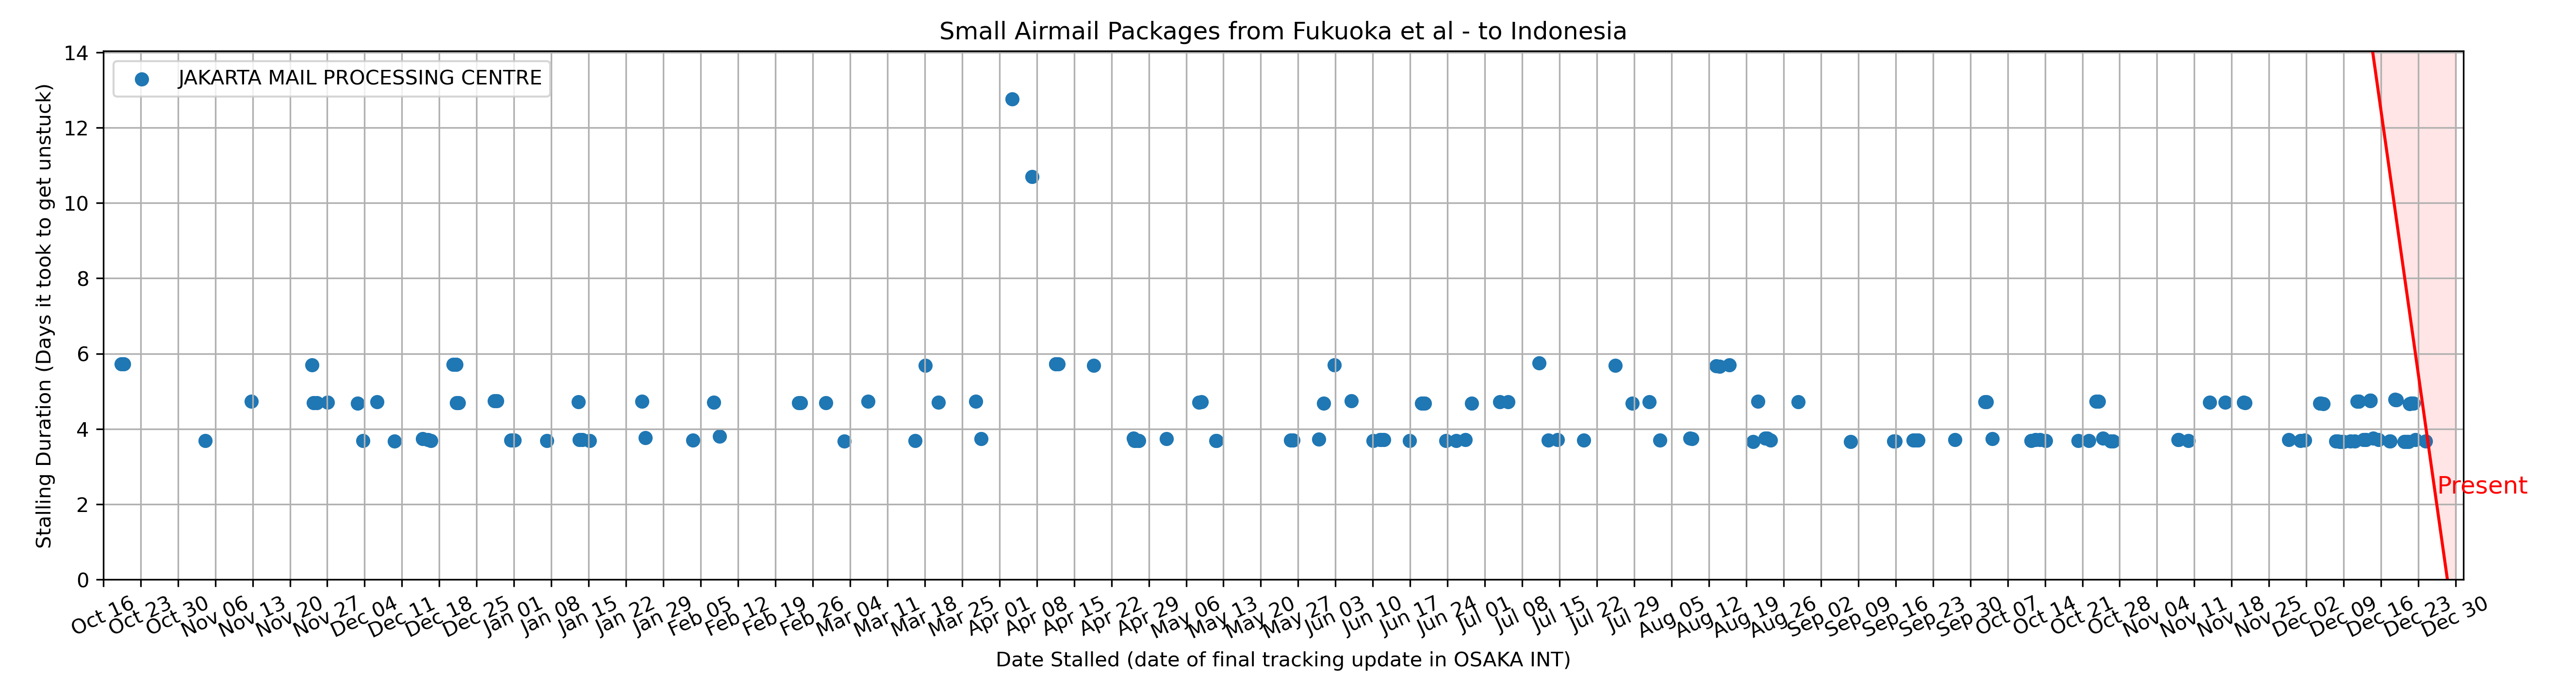 Small Airmail Packages from Fukuoka et al - to Indonesia
JAKARTA MAIL PROCESSING CENTRE
Stalling Duration (Days it took to get unstuck)
14
12
10
8
6
4
2
0
Present
Oct 16
Oct 23
Oct 30
Nov 06
Nov 13
Nov 20
Nov 27
Dec 04
Dec 11
Dec 18
Dec 25
Jan 01
Jan 08
Jan 15
Jan 22
Jan 29
Feb 05
Feb 12
Feb 19
Feb 26
Mar 04
Mar 11
Mar 18
Mar 25
Apr 01
Apr 08
Apr 15
Apr 22
Apr 29
May 06
May 13
May 20
May 27
Jun 03
Jun 10
Jun 17
Jun 24
Jul 01
Jul 08
Jul 15
Jul 22
Jul 29
Aug 05
Aug 12
Aug 19
Aug 26
Sep 02
Sep 09
Sep 16
Sep 23
Sep 30
Oct 07
Oct 14
Oct 21
Oct 28
Nov 04
Nov 11
Nov 18
Nov 25
Dec 02
Dec 09
Dec 16
Dec 23
Dec 30
Date Stalled (date of final tracking update in OSAKA INT)